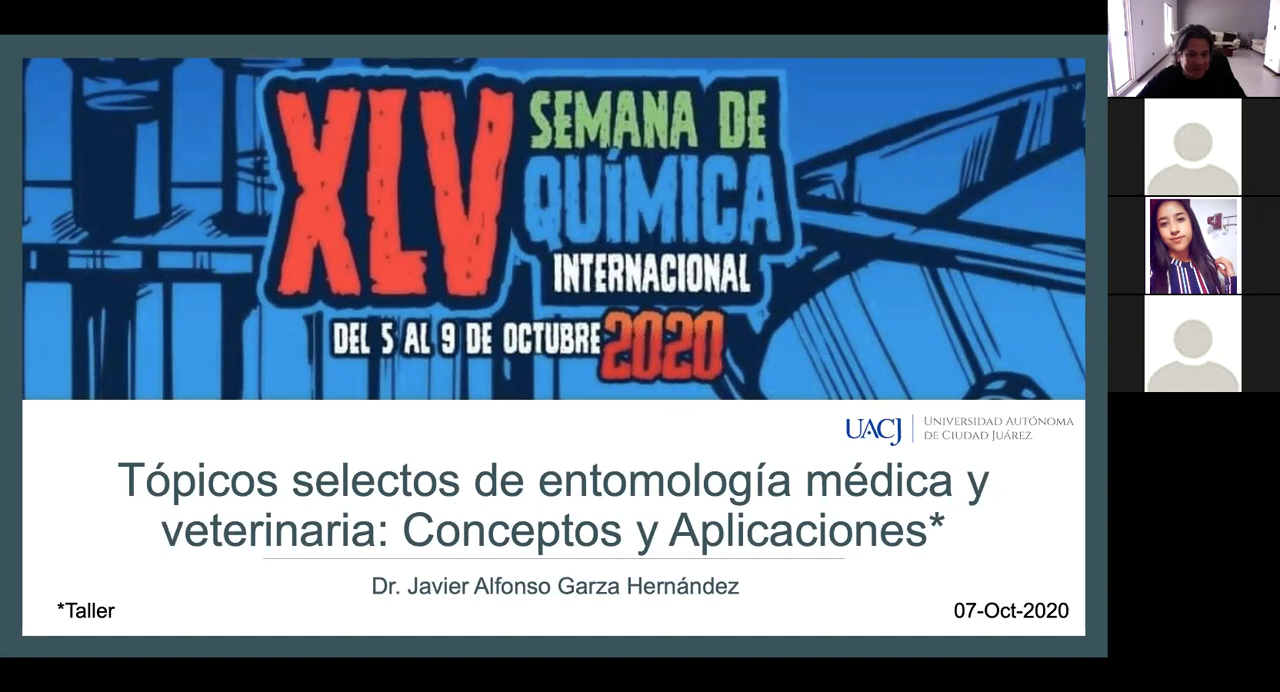 XLV
SEMANA DE
QUÍMICA
INTERNACIONAL
DEL 5 AL 9 DE OCTUBRE 2020
UACJ
UNIVERSIDAD AUTÓNOMA
DE CIUDAD JUÁREZ
Tópicos selectos de entomología médica y
veterinaria: Conceptos y Aplicaciones*
Dr. Javier Alfonso Garza Hernández
*Taller
07-Oct-2020